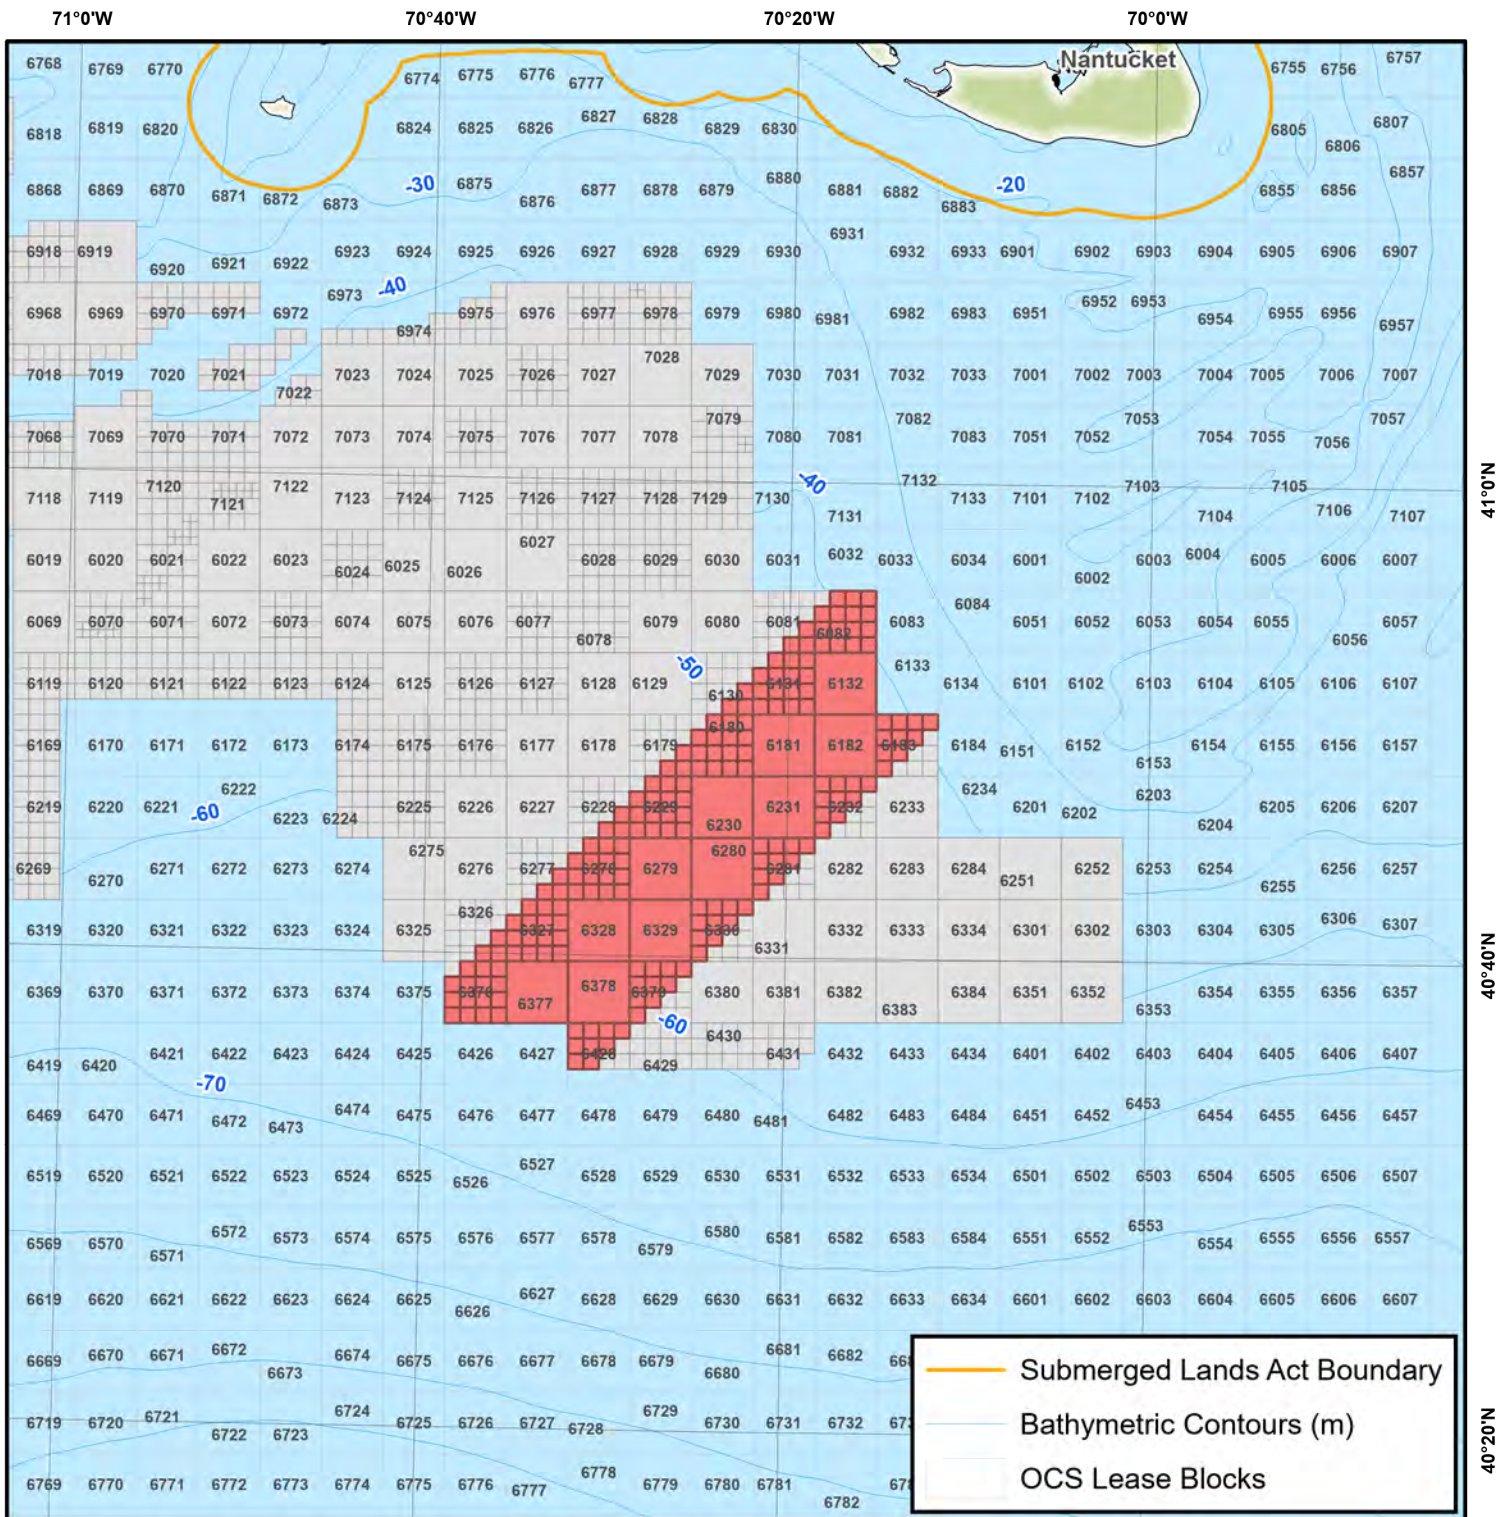 71°0'W 70°40'W 70°20'W 70°0'W
Nantucket
6768 6769 6770 6774 6775 6776 6777 6755 6756 6757
6818 6819 6820 6824 6825 6826 6827 6828 6829 6830 6805 6806 6807
6868 6869 6870 6871 6872 6873 -30 6875 6876 6877 6878 6879 6880 6881 6882 6883 -20 6855 6856 6857
6918 6919 6920 6921 6922 6923 6924 6925 6926 6927 6928 6929 6930 6931 6932 6933 6901 6902 6903 6904 6905 6906 6907
6968 6969 6970 6971 6972 6973 -40 6974 6975 6976 6977 6978 6979 6980 6981 6982 6983 6951 6952 6953 6954 6955 6956 6957
7018 7019 7020 7021 7022 7023 7024 7025 7026 7027 7028 7029 7030 7031 7032 7033 7001 7002 7003 7004 7005 7006 7007
7068 7069 7070 7071 7072 7073 7074 7075 7076 7077 7078 7079 7080 7081 7082 7083 7051 7052 7053 7054 7055 7056 7057
7118 7119 7120 7121 7122 7123 7124 7125 7126 7127 7128 7129 7130 -40 7131 7132 7133 7101 7102 7103 7104 7105 7106 7107
41°0'N
6019 6020 6021 6022 6023 6024 6025 6026 6027 6028 6029 6030 6031 6032 6033 6034 6001 6002 6003 6004 6005 6006 6007
6069 6070 6071 6072 6073 6074 6075 6076 6077 6078 6079 6080 6081 6082 6083 6084 6051 6052 6053 6054 6055 6056 6057
6119 6120 6121 6122 6123 6124 6125 6126 6127 6128 6129 -50 6130 6131 6132 6133 6134 6101 6102 6103 6104 6105 6106 6107
6169 6170 6171 6172 6173 6174 6175 6176 6177 6178 6179 6180 6181 6182 6183 6184 6151 6152 6153 6154 6155 6156 6157
6219 6220 6221 -60 6222 6223 6224 6225 6226 6227 6228 6229 6230 6231 6232 6233 6234 6201 6202 6203 6204 6205 6206 6207
6269 6270 6271 6272 6273 6274 6275 6276 6277 6278 6279 6280 6281 6282 6283 6284 6251 6252 6253 6254 6255 6256 6257
6319 6320 6321 6322 6323 6324 6325 6326 6327 6328 6329 6330 6331 6332 6333 6334 6301 6302 6303 6304 6305 6306 6307
40°40'N
6369 6370 6371 6372 6373 6374 6375 6376 6377 6378 6379 6380 6381 6382 6383 6384 6351 6352 6353 6354 6355 6356 6357
6419 6420 6421 6422 6423 6424 6425 6426 6427 6428 6429 -60 6430 6431 6432 6433 6434 6401 6402 6403 6404 6405 6406 6407
-70
6469 6470 6471 6472 6473 6474 6475 6476 6477 6478 6479 6480 6481 6482 6483 6484 6451 6452 6453 6454 6455 6456 6457
6519 6520 6521 6522 6523 6524 6525 6526 6527 6528 6529 6530 6531 6532 6533 6534 6501 6502 6503 6504 6505 6506 6507
6569 6570 6571 6572 6573 6574 6575 6576 6577 6578 6579 6580 6581 6582 6583 6584 6551 6552 6553 6554 6555 6556 6557
6619 6620 6621 6622 6623 6624 6625 6626 6627 6628 6629 6630 6631 6632 6633 6634 6601 6602 6603 6604 6605 6606 6607
6669 6670 6671 6672 6673 6674 6675 6676 6677 6678 6679 6680 6681 6682
6719 6720 6721 6722 6723 6724 6725 6726 6727 6728 6729 6730 6731 6732
40°20'N
6769 6770 6771 6772 6773 6774 6775 6776 6777 6778 6779 6780 6781 6782
Submerged Lands Act Boundary
Bathymetric Contours (m)
OCS Lease Blocks